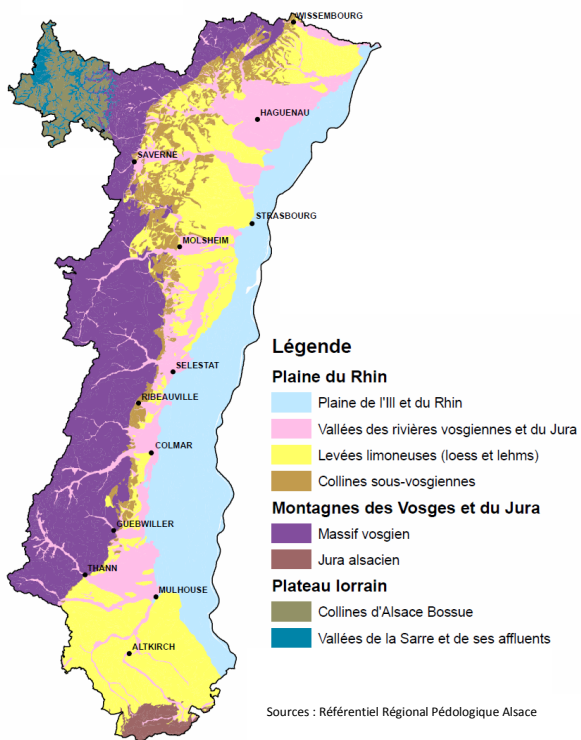 WISSEMBOURG
HAGUENAU
SAVERNE
STRASBOURG
MOLSHEIM
SELESTAT
RIBEAUVILLE
COLMAR
GUEBWILLER
THANN
MULHOUSE
ALTKIRCH
Légende
Plaine du Rhin
Plaine de l'Ill et du Rhin
Vallées des rivières vosgiennes et du Jura
Levées limoneuses (loess et lehms)
Collines sous-vosgiennes
Montagnes des Vosges et du Jura
Massif vosgien
Jura alsacien
Plateau lorrain
Collines d'Alsace Bossue
Vallées de la Sarre et de ses affluents
Sources : Référentiel Régional Pédologique Alsace